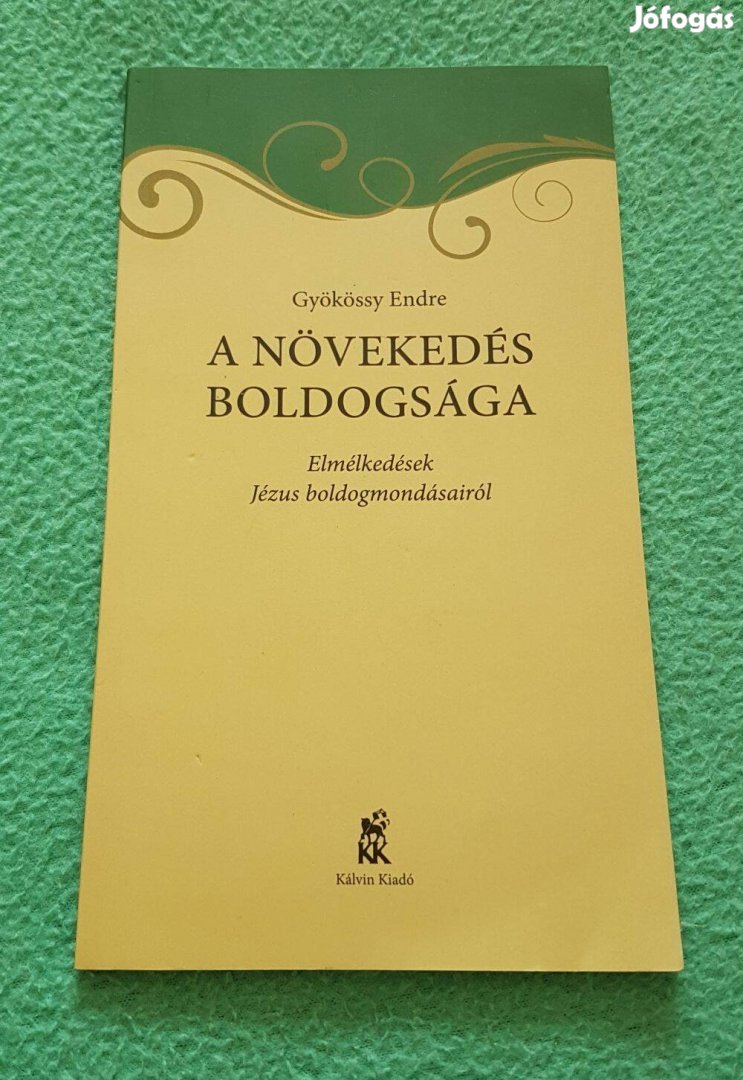 Jófogás
Gyökössy Endre
A NÖVEKEDÉS
BOLDOGSÁGA
Elmélkedések
Jézus boldogmondásairól
KK
Kálvin Kiadó